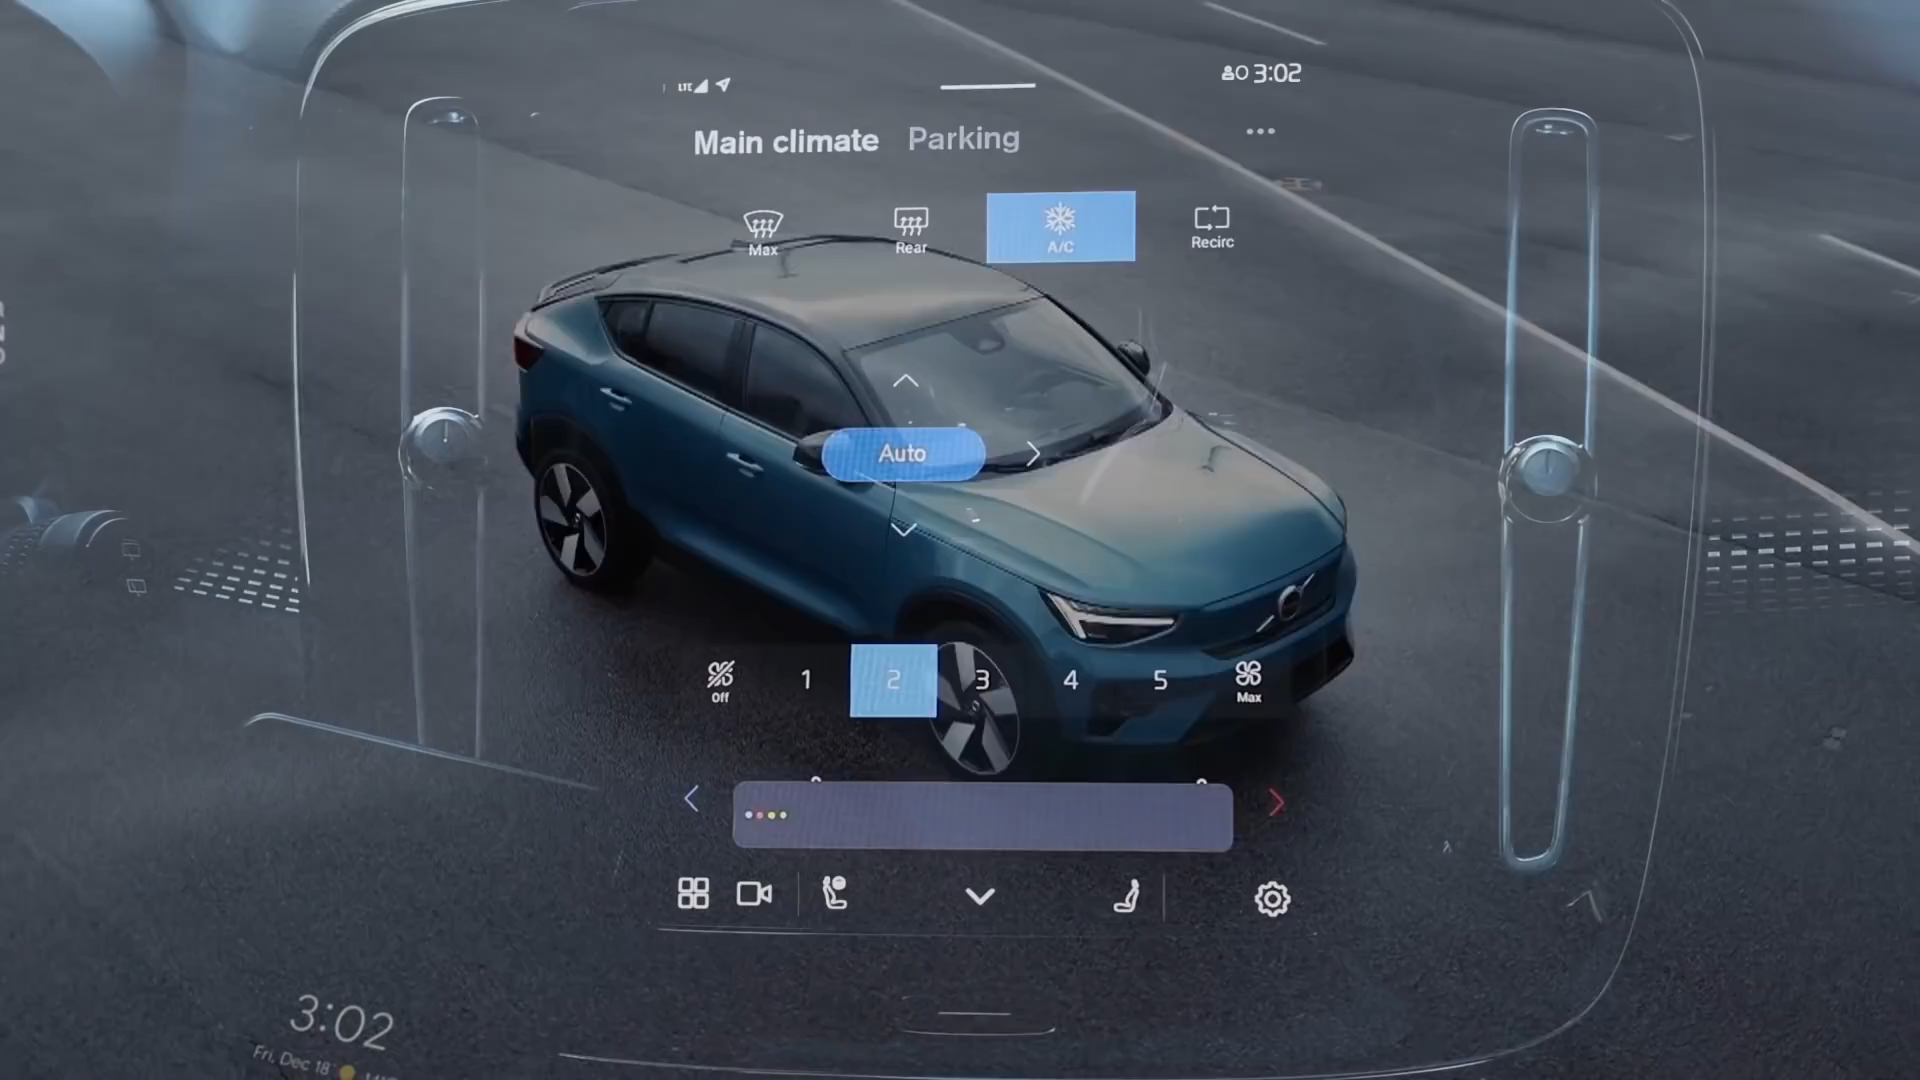 LTE 3:02
Main climate Parking
Max Rear A/C Recirc
Auto
Off 1 2 3 4 5 Max
3:02
Fri, Dec 18